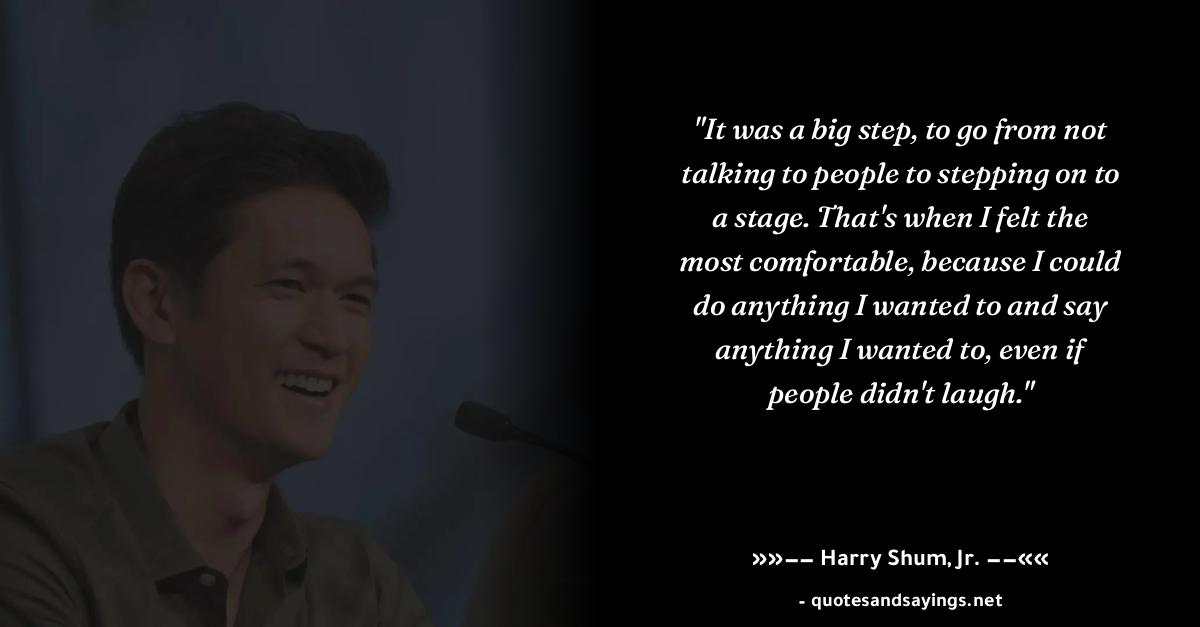 "It was a big step, to go from not
talking to people to stepping on to
a stage. That's when I felt the
most comfortable, because I could
do anything I wanted to and say
anything I wanted to, even if
people didn't laugh."
»»−− Harry Shum, Jr. −−««
- quotesandsayings.net